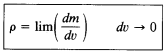 ρ = lim(dm/dv)   dv → 0